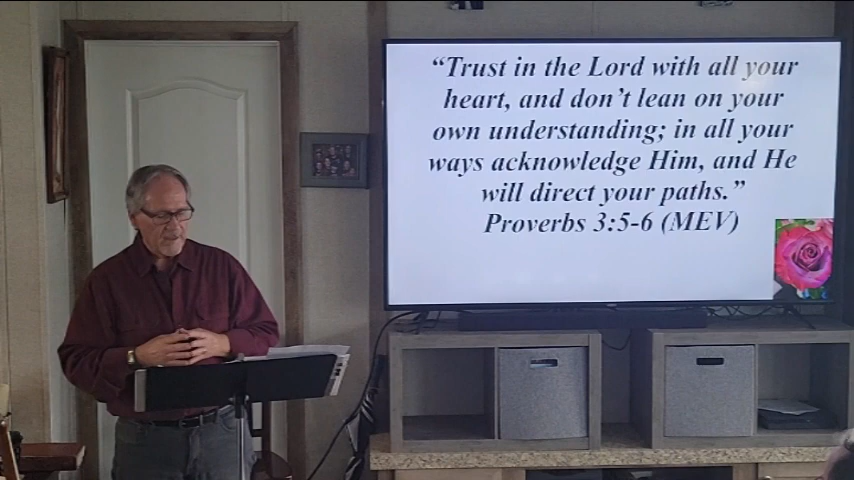 “Trust in the Lord with all your
heart, and don’t lean on your
own understanding; in all your
ways acknowledge Him, and He
will direct your paths.”
Proverbs 3:5-6 (MEV)